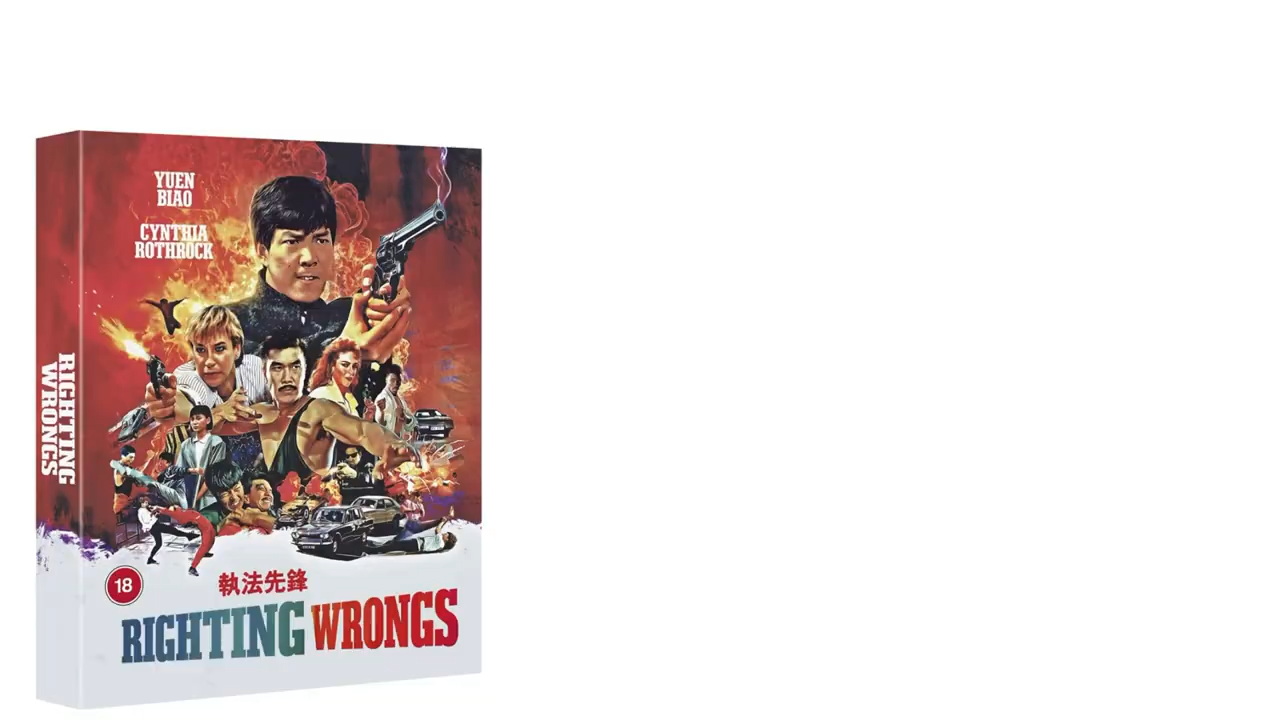 YUEN
BIAO
CYNTHIA
ROTHROCK
RIGHTING
WRONGS
18
執法先鋒
RIGHTING WRONGS